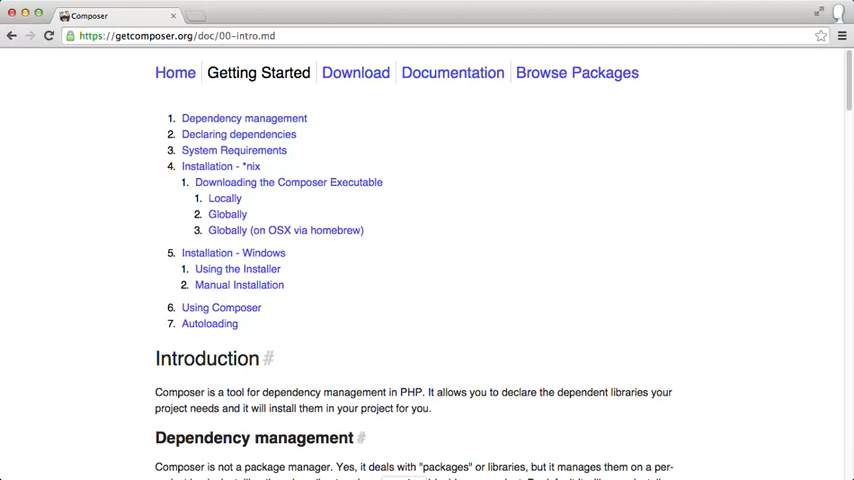 Composer
https://getcomposer.org/doc/00-intro.md
Home Getting Started Download Documentation Browse Packages
1. Dependency management
2. Declaring dependencies
3. System Requirements
4. Installation - *nix
1. Downloading the Composer Executable
1. Locally
2. Globally
3. Globally (on OSX via homebrew)
5. Installation - Windows
1. Using the Installer
2. Manual Installation
6. Using Composer
7. Autoloading
Introduction #
Composer is a tool for dependency management in PHP. It allows you to declare the dependent libraries your
project needs and it will install them in your project for you.
Dependency management #
Composer is not a package manager. Yes, it deals with "packages" or libraries, but it manages them on a per-